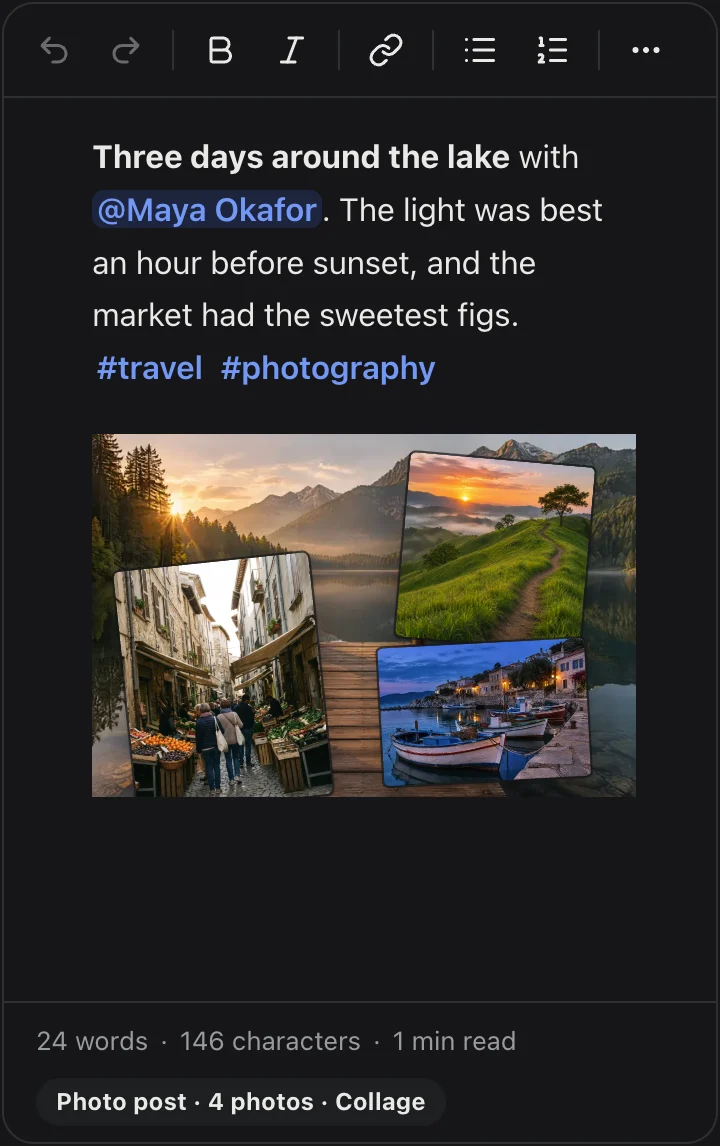 Three days around the lake with
@Maya Okafor. The light was best
an hour before sunset, and the
market had the sweetest figs.
#travel #photography
24 words · 146 characters · 1 min read
Photo post · 4 photos · Collage